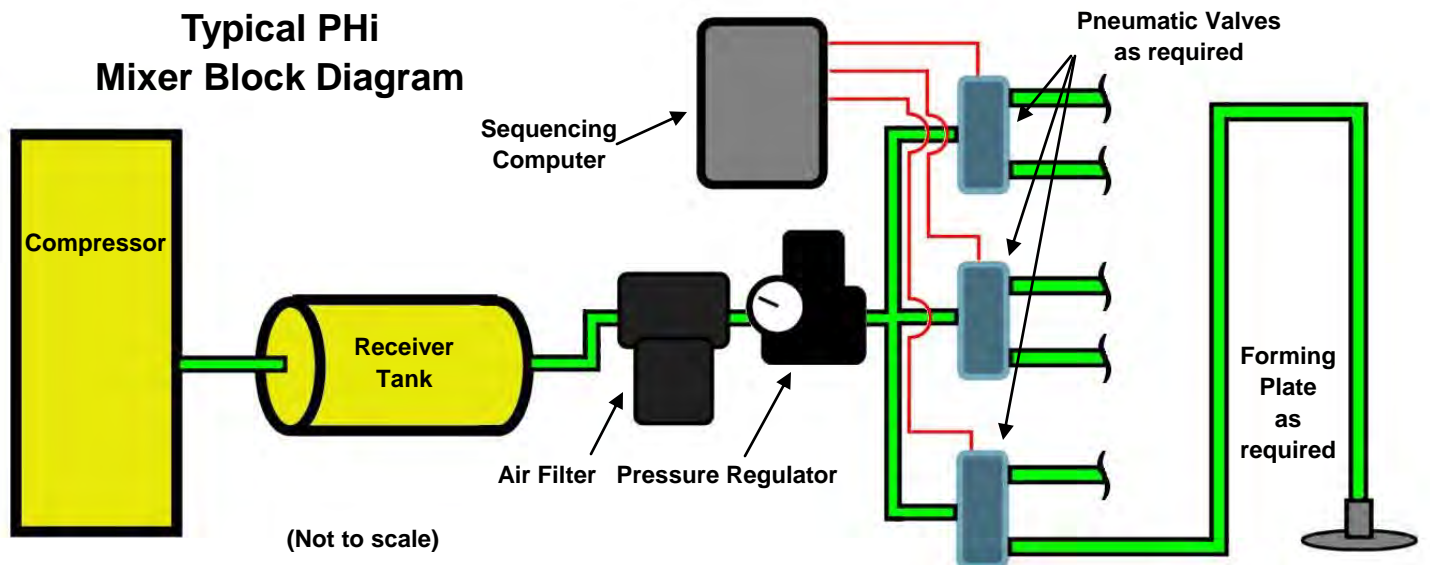 Typical PHi
Mixer Block Diagram
Pneumatic Valves
as required
Sequencing
Computer
Compressor
Receiver
Tank
Forming
Plate
as
required
Air Filter
Pressure Regulator
(Not to scale)